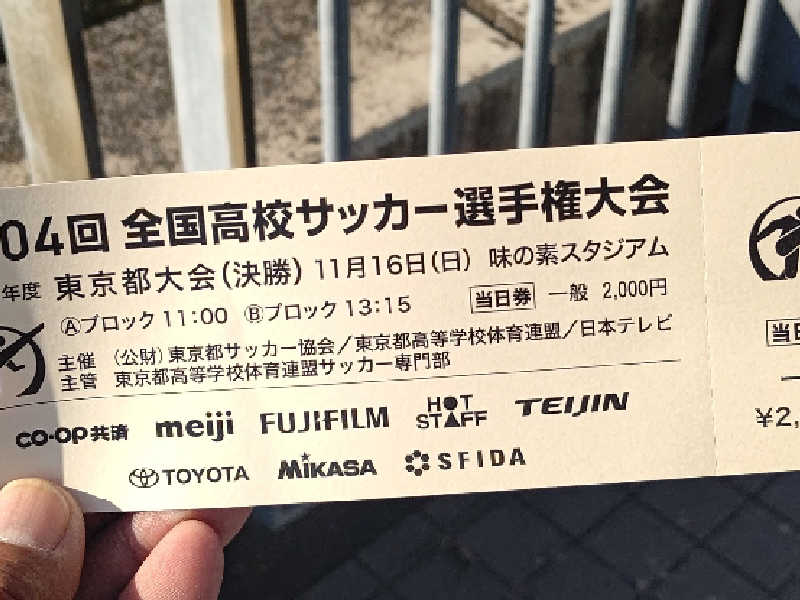 04回 全国高校サッカー選手権大会
年度 東京都大会(決勝) 11月16日(日) 味の素スタジアム
Ⓐブロック 11:00 Ⓑブロック 13:15 当日券 一般 2,000円
主催 (公財)東京都サッカー協会/東京都高等学校体育連盟/日本テレビ
主管 東京都高等学校体育連盟サッカー専門部
CO・OP共済 meiji FUJIFILM HOT STAFF TEIJIN
TOYOTA MIKASA SFIDA
当日
¥2,